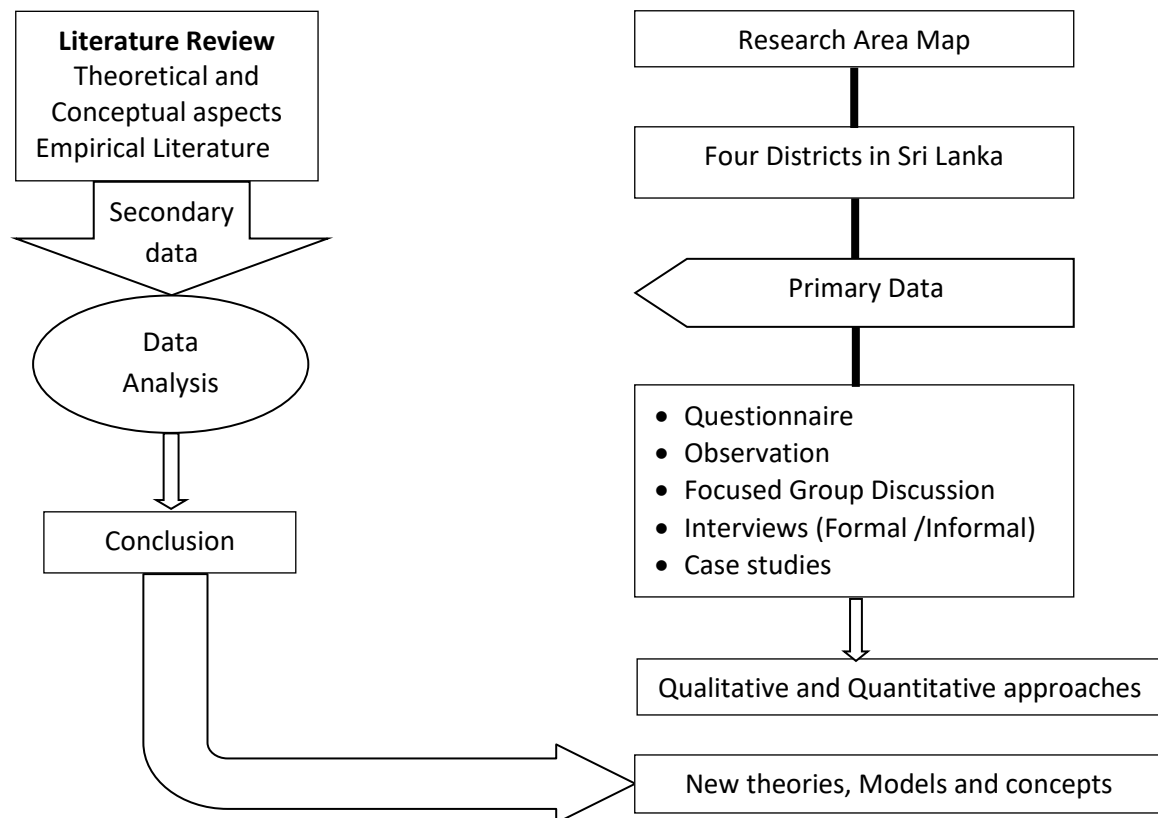 Literature Review
Theoretical and
Conceptual aspects
Empirical Literature
Secondary
data
Data
Analysis
Conclusion
Research Area Map
Four Districts in Sri Lanka
Primary Data
• Questionnaire
• Observation
• Focused Group Discussion
• Interviews (Formal /Informal)
• Case studies
Qualitative and Quantitative approaches
New theories, Models and concepts